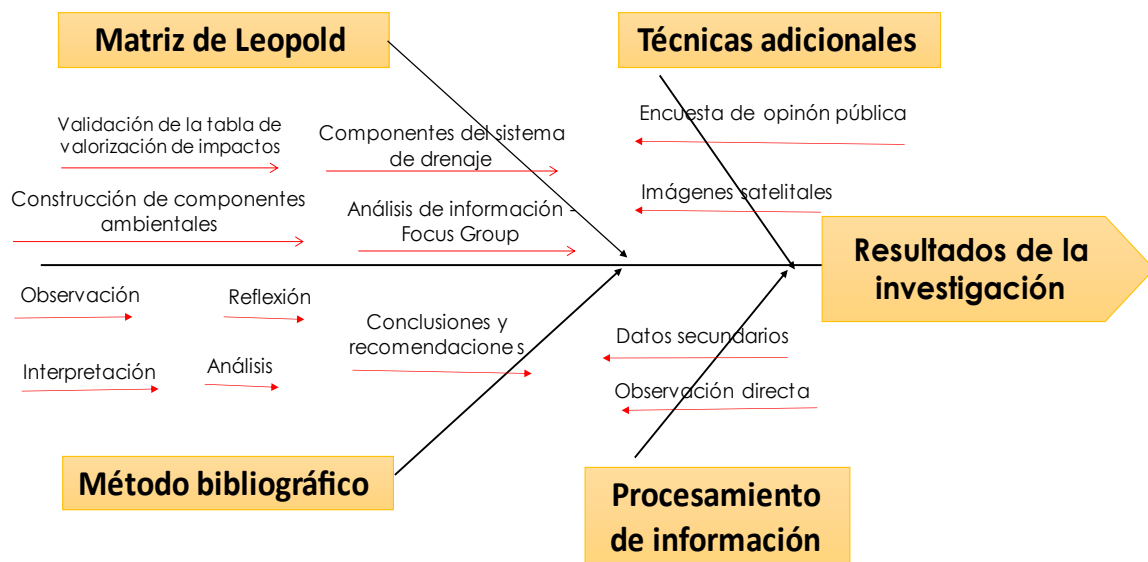 Matriz de Leopold
Técnicas adicionales
Validación de la tabla de
valorización de impactos
Componentes del sistema
de drenaje
Encuesta de opinón pública
Construcción de componentes
ambientales
Análisis de información -
Focus Group
Imágenes satelitales
Resultados de la
investigación
Observación
Reflexión
Conclusiones y
recomendaciones
Interpretación
Análisis
Datos secundarios
Observación directa
Método bibliográfico
Procesamiento
de información